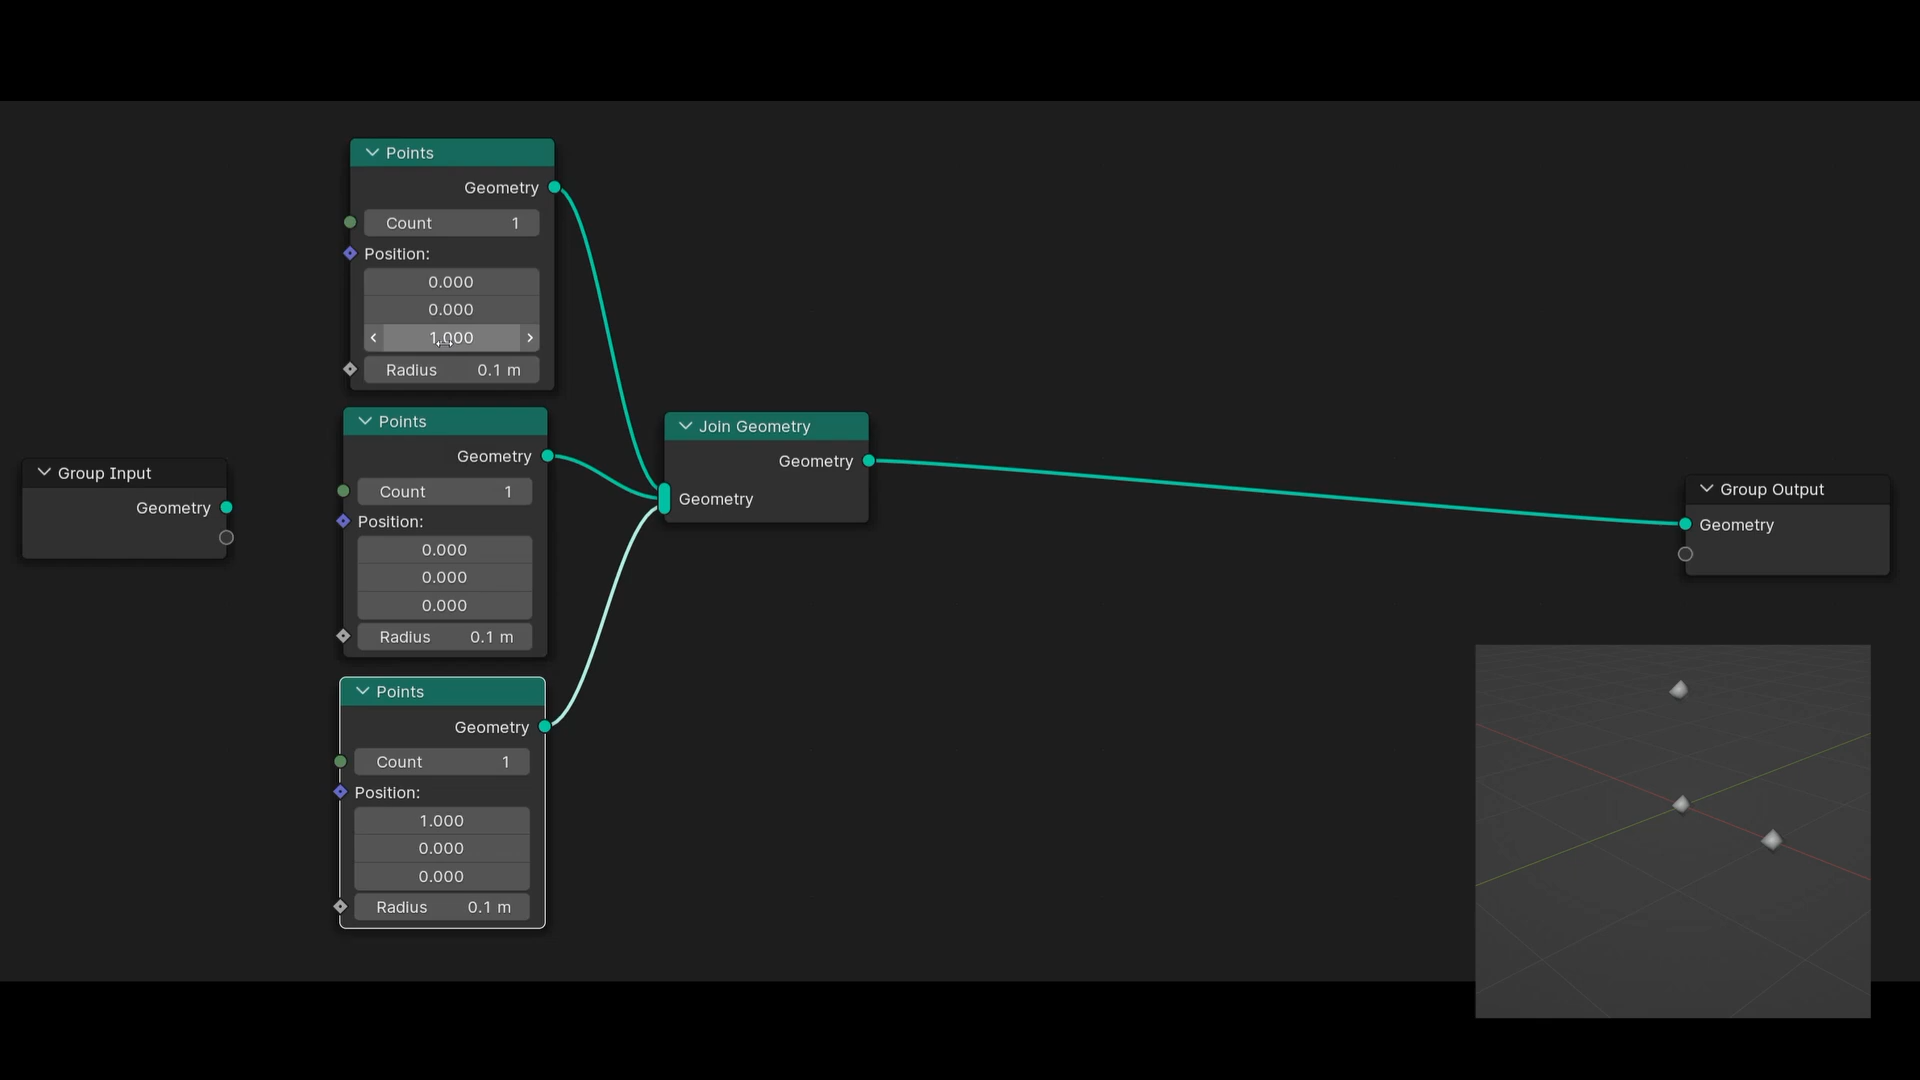 Points
Geometry
Count 1
Position:
0.000
0.000
1.000
Radius 0.1 m
Points
Geometry
Count 1
Position:
0.000
0.000
0.000
Radius 0.1 m
Points
Geometry
Count 1
Position:
1.000
0.000
0.000
Radius 0.1 m
Group Input
Geometry
Join Geometry
Geometry
Geometry
Group Output
Geometry